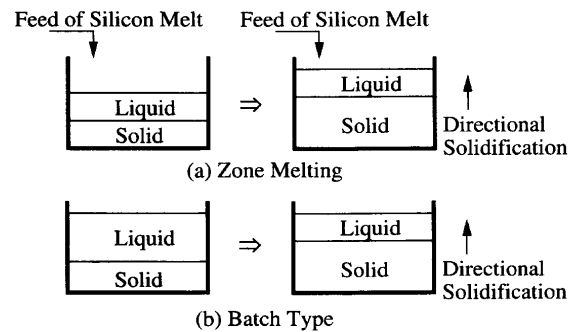 Feed of Silicon Melt
Feed of Silicon Melt
Liquid
Solid
⇒
Liquid
Solid
Directional
Solidification
(a) Zone Melting
Liquid
Solid
⇒
Liquid
Solid
Directional
Solidification
(b) Batch Type